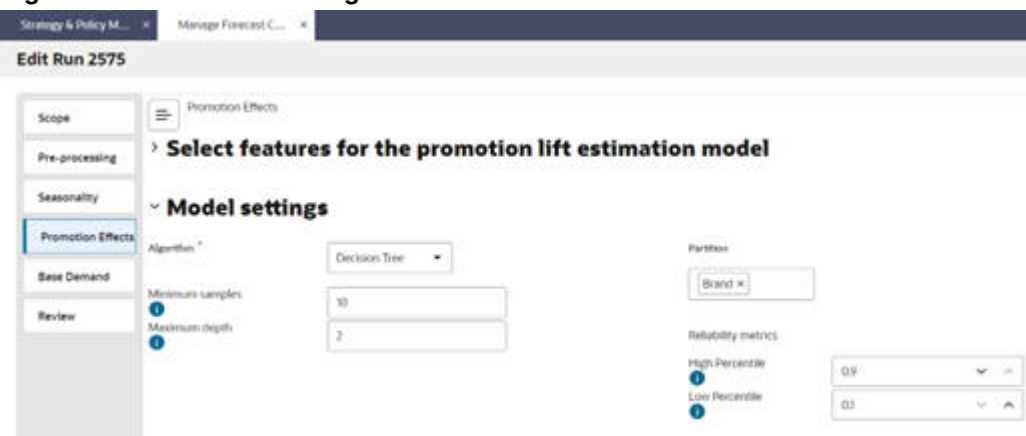 Strategy & Policy M... ×
Manage Forecast C... ×
Edit Run 2575
Scope
Pre-processing
Seasonality
Promotion Effects
Base Demand
Review
Promotion Effects
Select features for the promotion lift estimation model
Model settings
Algorithm *
Decision Tree
Minimum samples
10
Maximum depth
2
Partition
Brand ×
Reliability metrics
High Percentile
0.9
Low Percentile
0.1